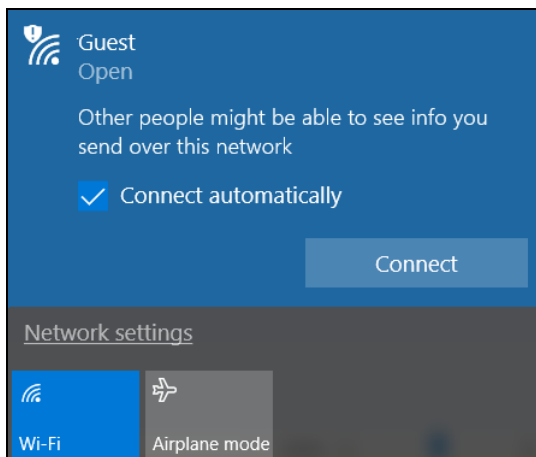 Guest
Open
Other people might be able to see info you
send over this network
Connect automatically
Connect
Network settings
Wi-Fi
Airplane mode